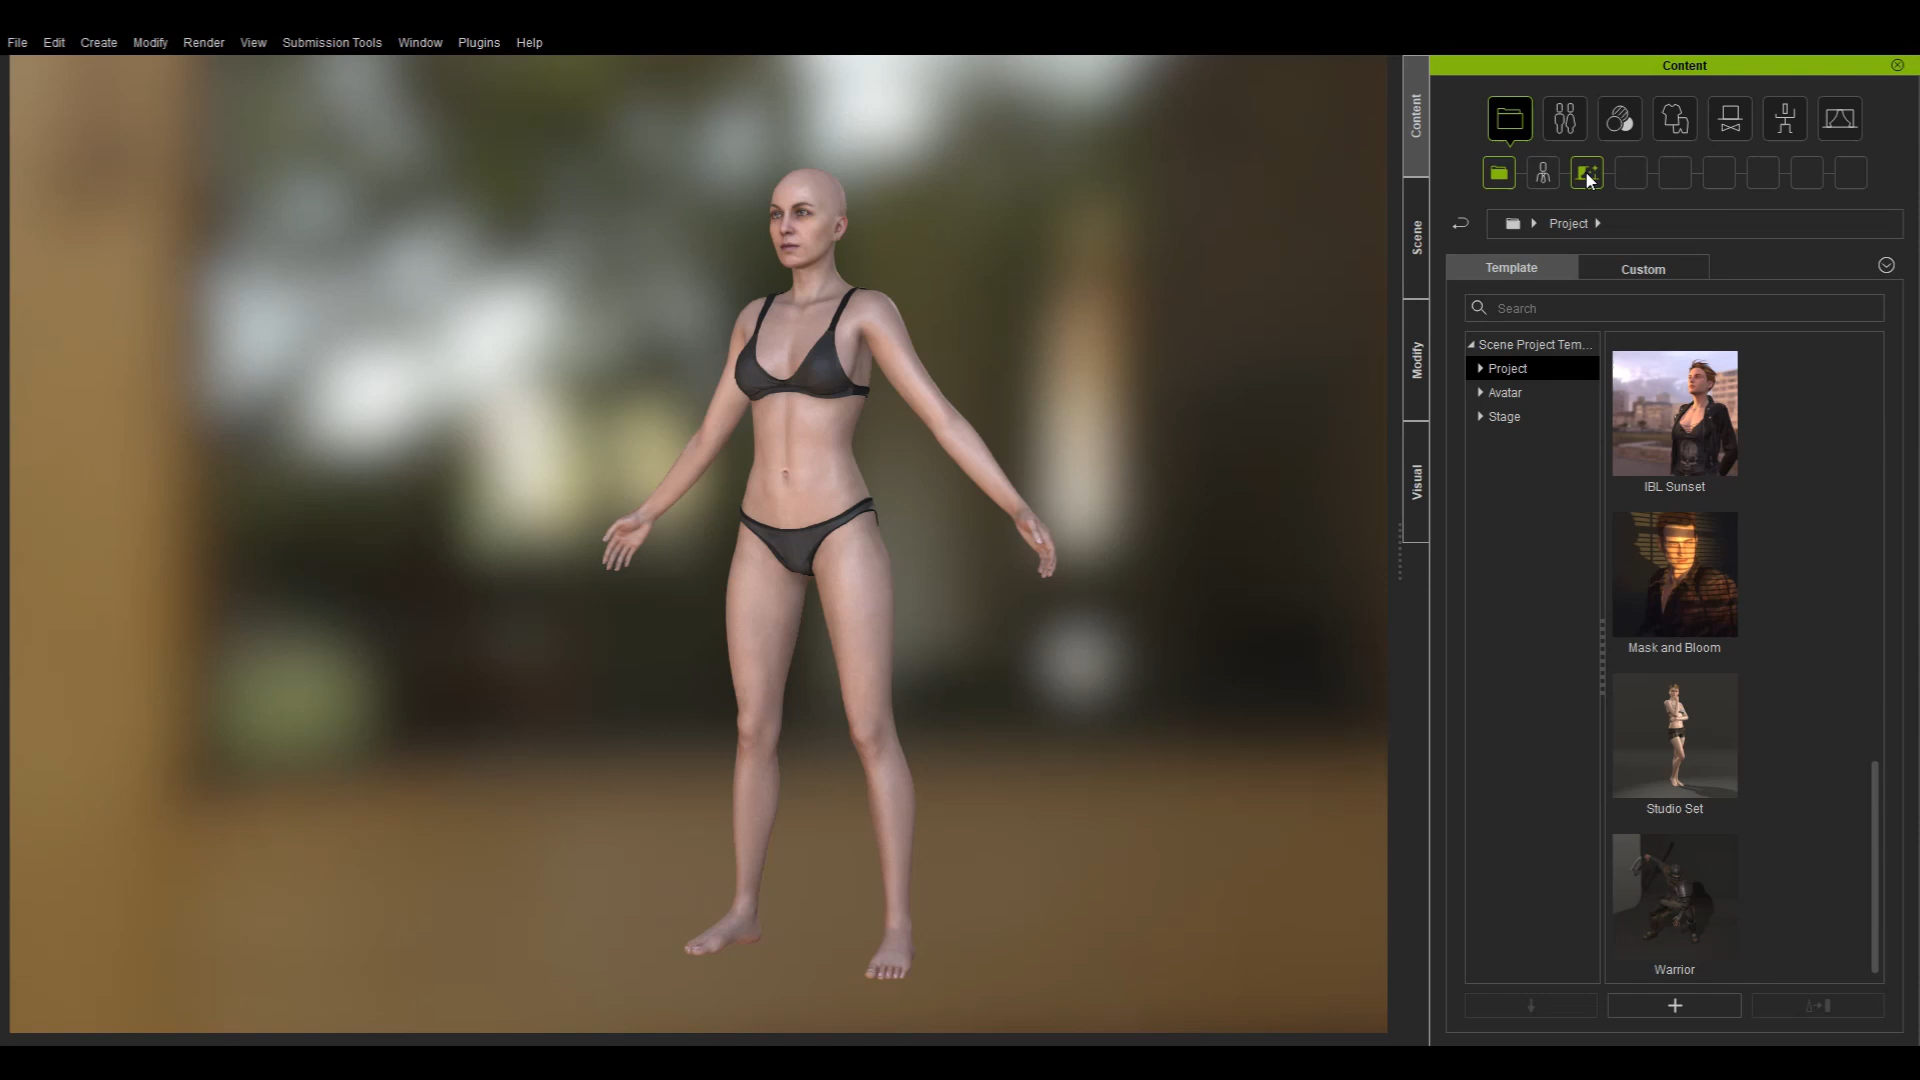 File Edit Create Modify Render View Submission Tools Window Plugins Help
Content
Content
Scene
Modify
Visual
Project
Template Custom
Search
Scene Project Tem...
Project
Avatar
Stage
IBL Sunset
Mask and Bloom
Studio Set
Warrior